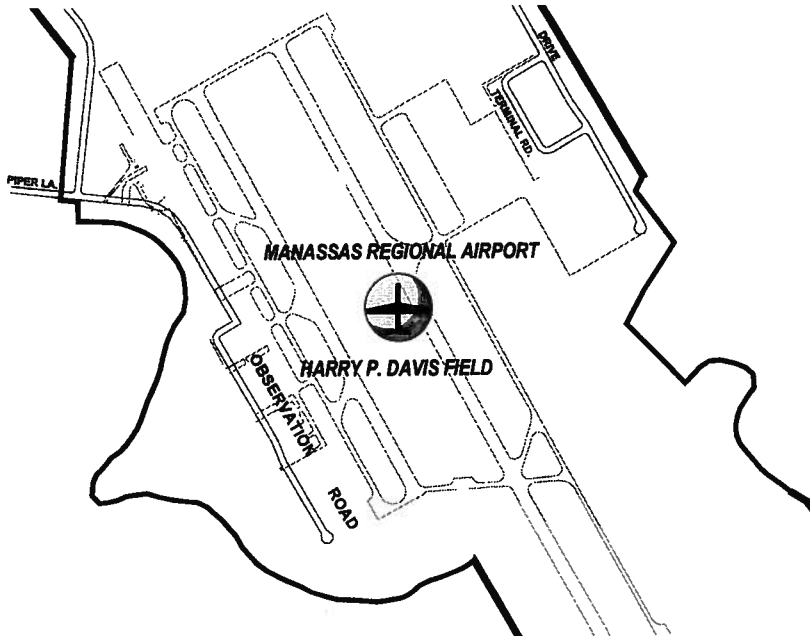 DRIVE
TERMINAL RD.
PIPER LA.
MANASSAS REGIONAL AIRPORT
HARRY P. DAVIS FIELD
OBSERVATION
ROAD